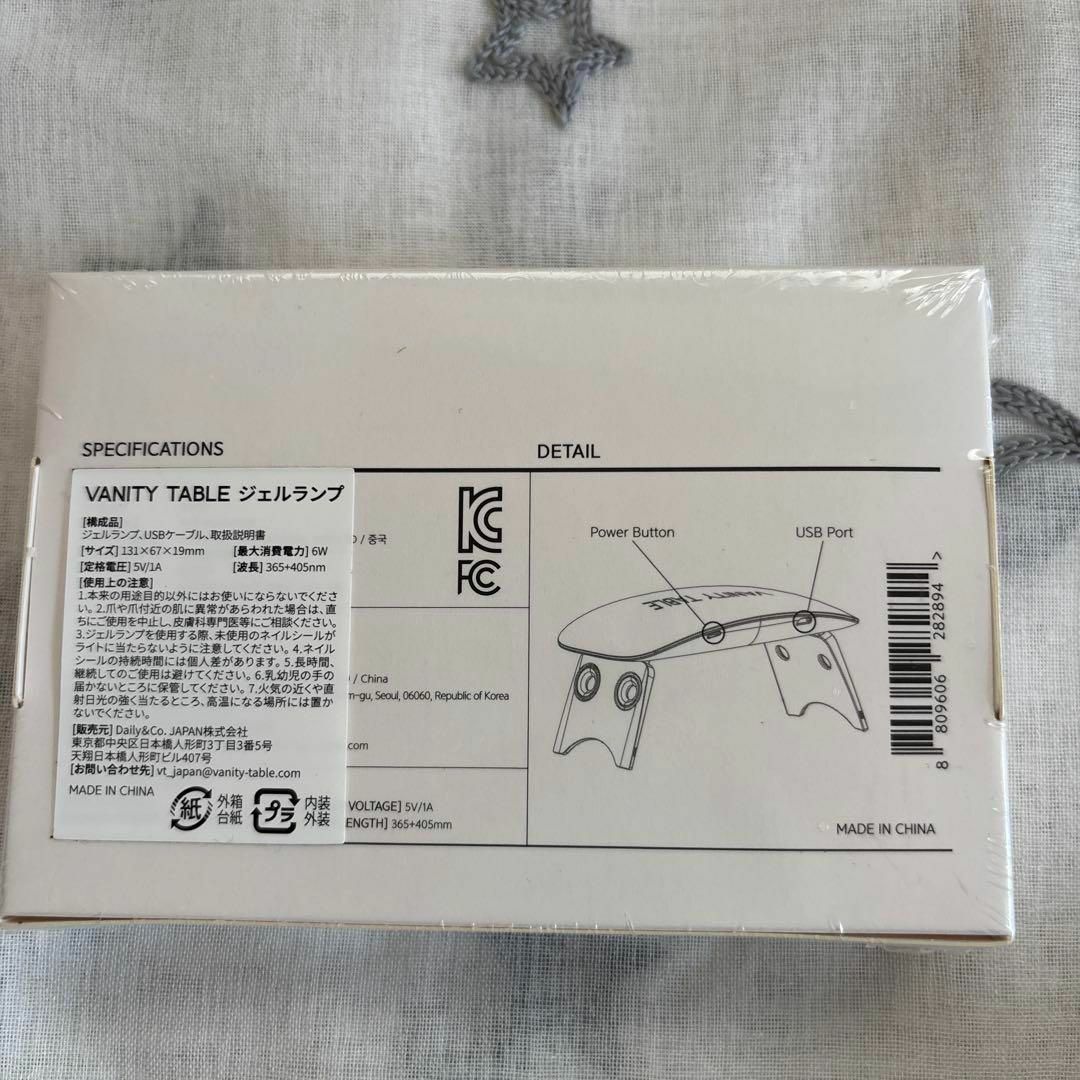 SPECIFICATIONS
VANITY TABLE ジェルランプ
[構成品]
ジェルランプ、USBケーブル、取扱説明書
[サイズ] 131×67×19mm [最大消費電力] 6W
[定格電圧] 5V/1A [波長] 365+405nm
[使用上の注意]
1.本来の用途目的以外にはお使いにならないでくださ
い。2.爪や爪付近の肌に異常があらわれた場合は、直
ちにご使用を中止し、皮膚科専門医等にご相談ください。
3.ジェルランプを使用する際、未使用のネイルシールが
ライトに当たらないように注意してください。4.ネイル
シールの持続時間には個人差があります。5.長時間、
継続してのご使用は避けてください。6.乳幼児の手の
届かないところに保管してください。7.火気の近くや直
射日光の強く当たるところ、高温になる場所には置か
ないでください。
[販売元] Daily&Co. JAPAN株式会社
東京都中央区日本橋人形町3丁目3番5号
天翔日本橋人形町ビル407号
[お問い合わせ先] vt_japan@vanity-table.com
MADE IN CHINA
紙 外箱
台紙
プラ 内装
外装
/ 中国
KC
FC
/ China
m-gu, Seoul, 06060, Republic of Korea
.com
VOLTAGE] 5V/1A
ENGTH] 365+405nm
DETAIL
Power Button
USB Port
VANITY TABLE
8 809606 282894 >
MADE IN CHINA